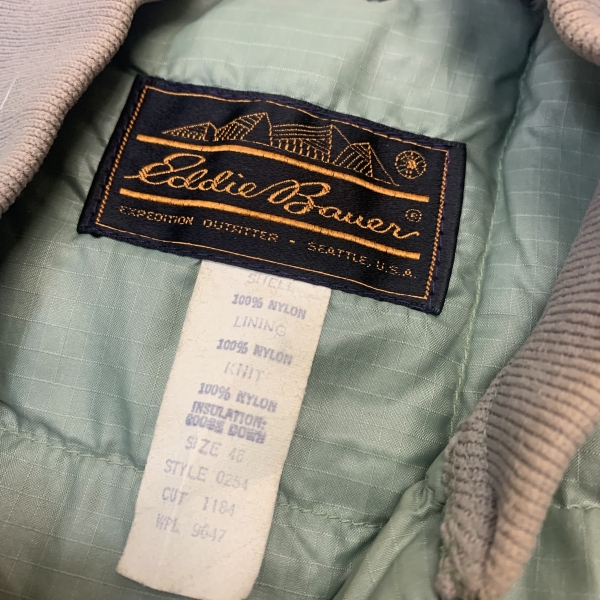 Eddie Bauer®
EXPEDITION OUTFITTER - SEATTLE, U.S.A.
SHELL
100% NYLON
LINING
100% NYLON
KNIT
100% NYLON
INSULATION:
DOWN
SIZE 46
STYLE 0254
CUT 1184
WPL 9647